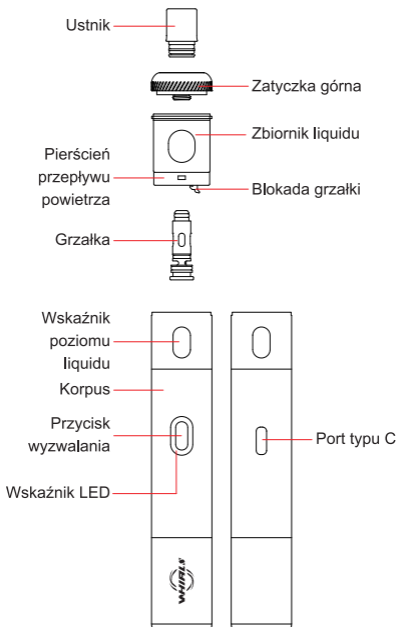 Ustnik
Zatyczka górna
Zbiornik liquidu
Pierścień
przepływu
powietrza
Blokada grzałki
Grzałka
Wskaźnik
poziomu
liquidu
Korpus
Przycisk
wyzwalania
Port typu C
Wskaźnik LED
WHIRL S